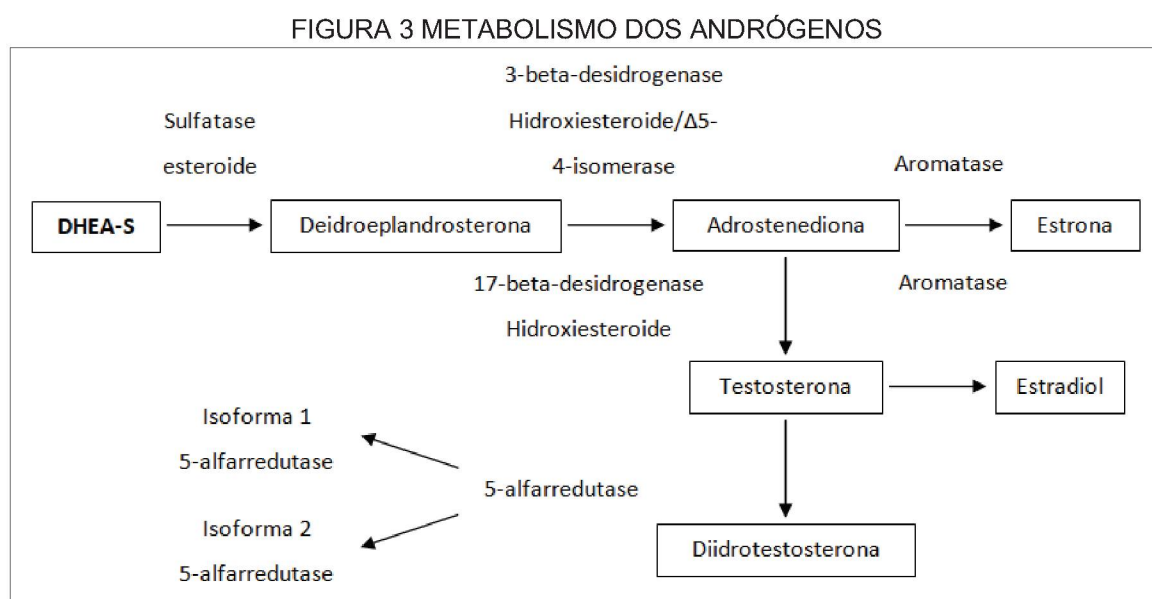 FIGURA 3 METABOLISMO DOS ANDRÓGENOS
3-beta-desidrogenase
Sulfatase
Hidroxiesteroide/Δ5-
esteroide
4-isomerase
Aromatase
DHEA-S
Deidroeplandrosterona
Adrostenediona
Estrona
17-beta-desidrogenase
Aromatase
Hidroxiesteroide
Testosterona
Estradiol
Isoforma 1
5-alfarredutase
5-alfarredutase
Isoforma 2
5-alfarredutase
Diidrotestosterona